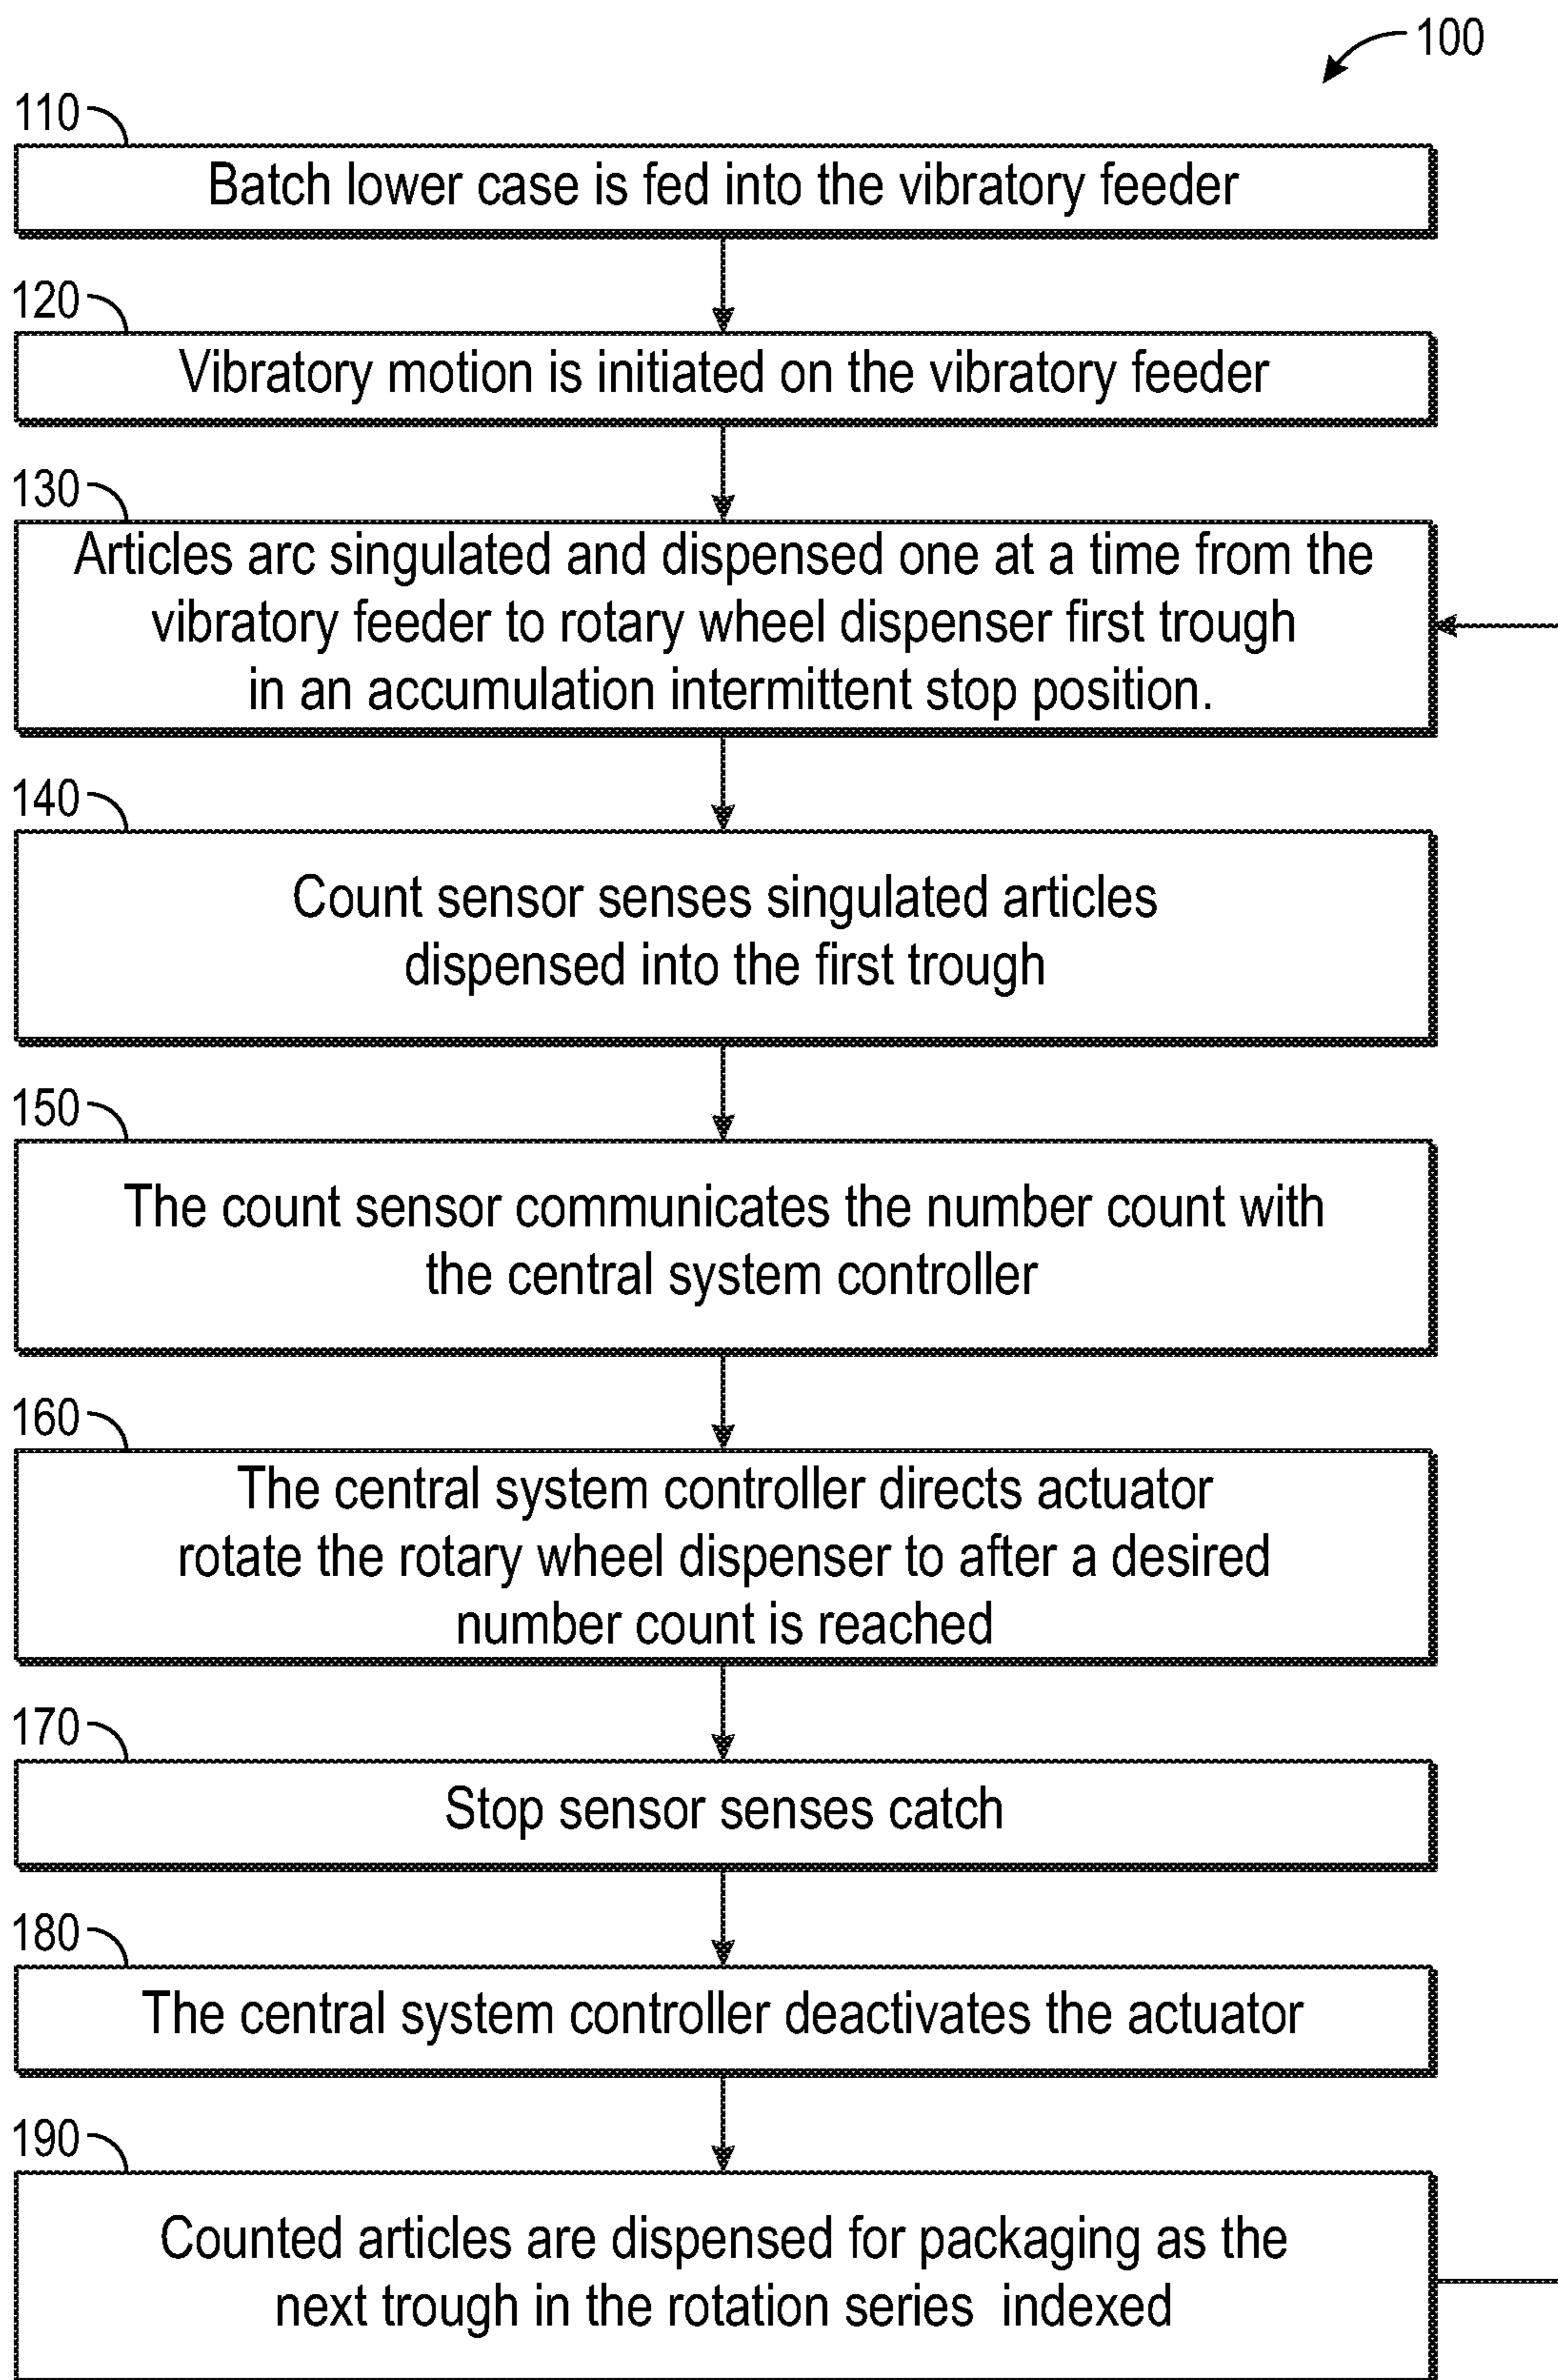 100
110
Batch lower case is fed into the vibratory feeder
120
Vibratory motion is initiated on the vibratory feeder
130
Articles arc singulated and dispensed one at a time from the
vibratory feeder to rotary wheel dispenser first trough
in an accumulation intermittent stop position.
140
Count sensor senses singulated articles
dispensed into the first trough
150
The count sensor communicates the number count with
the central system controller
160
The central system controller directs actuator
rotate the rotary wheel dispenser to after a desired
number count is reached
170
Stop sensor senses catch
180
The central system controller deactivates the actuator
190
Counted articles are dispensed for packaging as the
next trough in the rotation series indexed